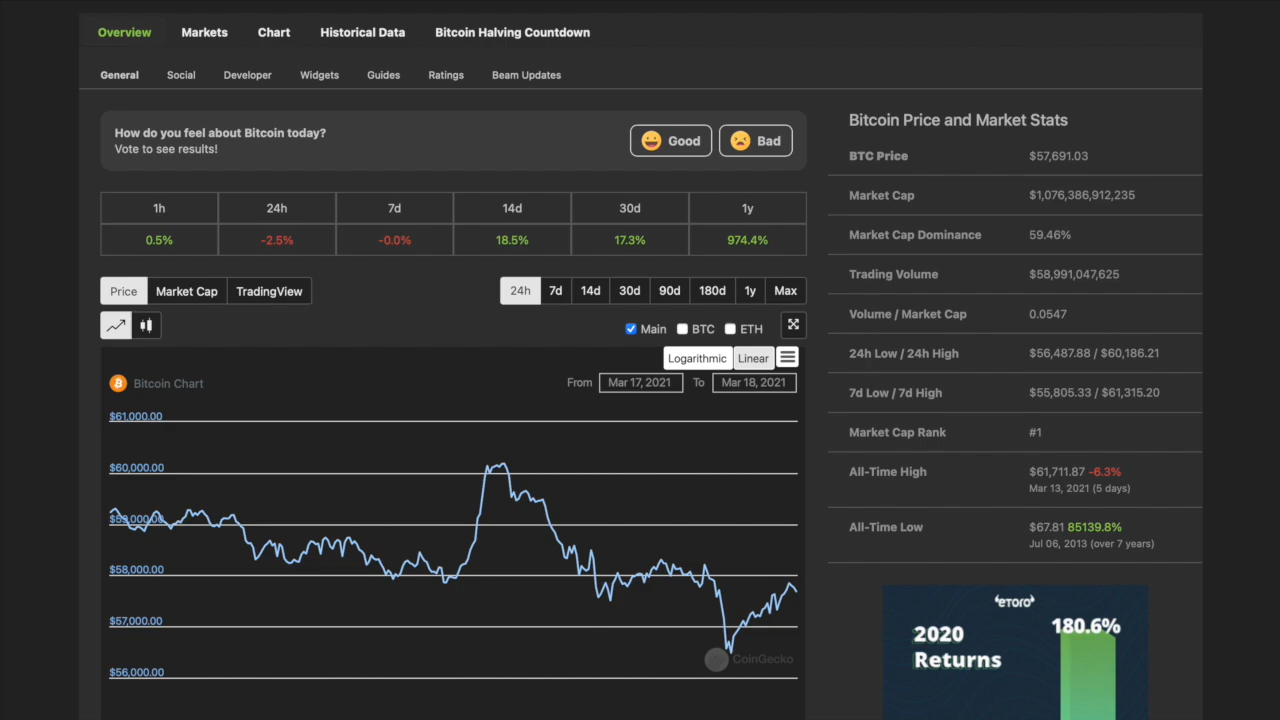 Overview Markets Chart Historical Data Bitcoin Halving Countdown
General Social Developer Widgets Guides Ratings Beam Updates
How do you feel about Bitcoin today?
Vote to see results!
Good Bad
1h 24h 7d 14d 30d 1y
0.5% -2.5% -0.0% 18.5% 17.3% 974.4%
Price Market Cap TradingView
24h 7d 14d 30d 90d 180d 1y Max
Main BTC ETH
Logarithmic Linear
Bitcoin Chart
From Mar 17, 2021 To Mar 18, 2021
$61,000.00
$60,000.00
$59,000.00
$58,000.00
$57,000.00
$56,000.00
CoinGecko
Bitcoin Price and Market Stats
BTC Price $57,691.03
Market Cap $1,076,386,912,235
Market Cap Dominance 59.46%
Trading Volume $58,991,047,625
Volume / Market Cap 0.0547
24h Low / 24h High $56,487.88 / $60,186.21
7d Low / 7d High $55,805.33 / $61,315.20
Market Cap Rank #1
All-Time High $61,711.87 -6.3%
Mar 13, 2021 (5 days)
All-Time Low $67.81 85139.8%
Jul 06, 2013 (over 7 years)
eToro
2020
Returns
180.6%